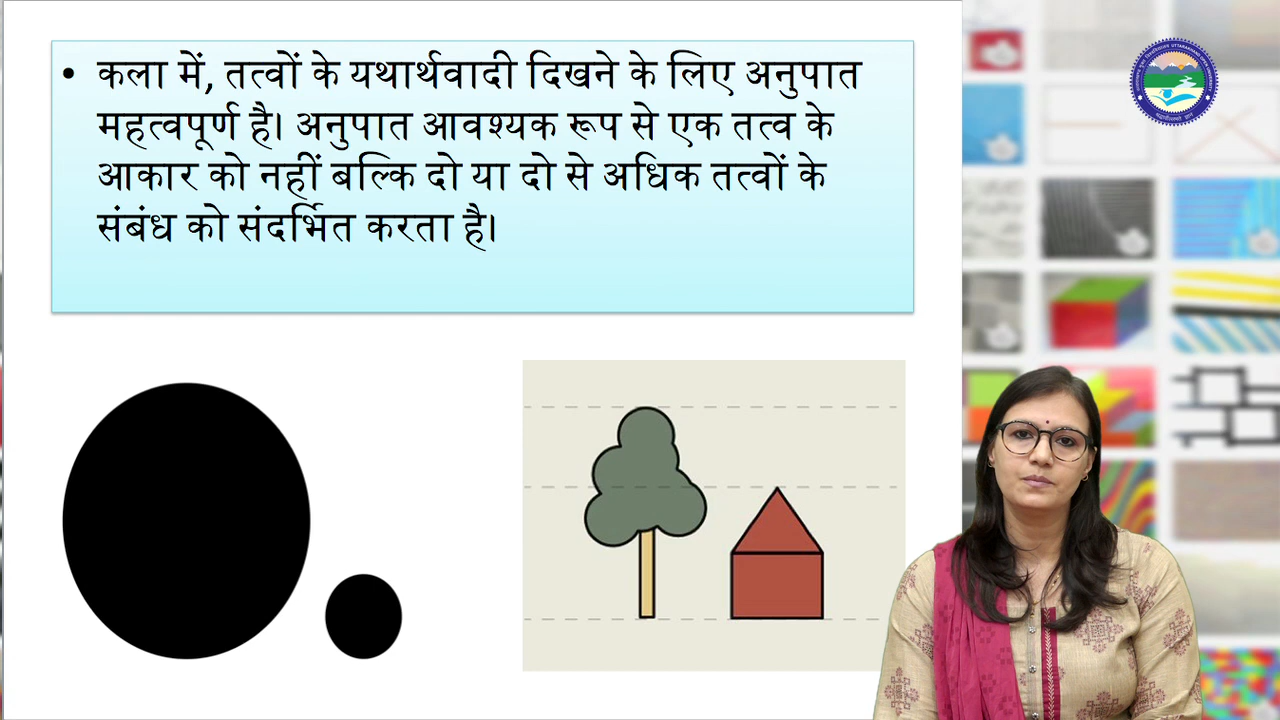 • कला में, तत्वों के यथार्थवादी दिखने के लिए अनुपात
महत्वपूर्ण है। अनुपात आवश्यक रूप से एक तत्व के
आकार को नहीं बल्कि दो या दो से अधिक तत्वों के
संबंध को संदर्भित करता है।